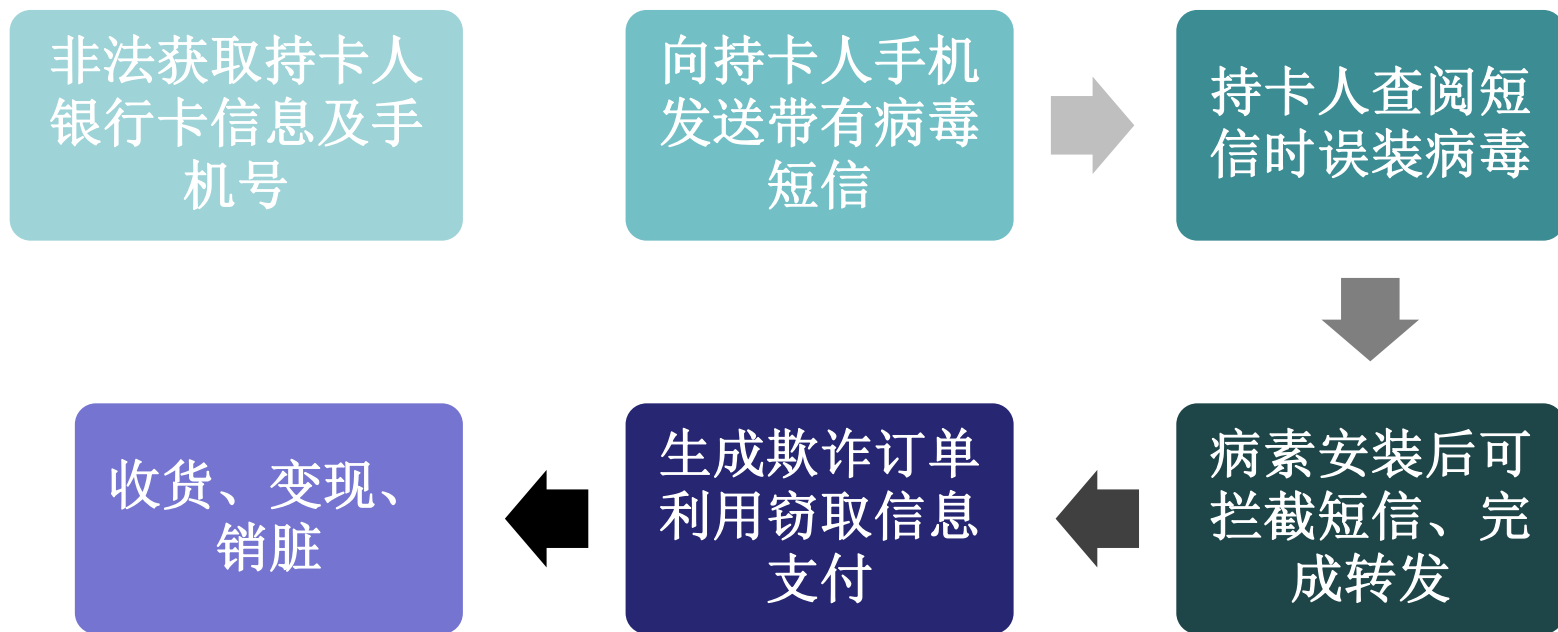 非法获取持卡人
银行卡信息及手
机号
向持卡人手机
发送带有病毒
短信
持卡人查阅短
信时误装病毒
病素安装后可
拦截短信、完
成转发
生成欺诈订单
利用窃取信息
支付
收货、变现、
销脏